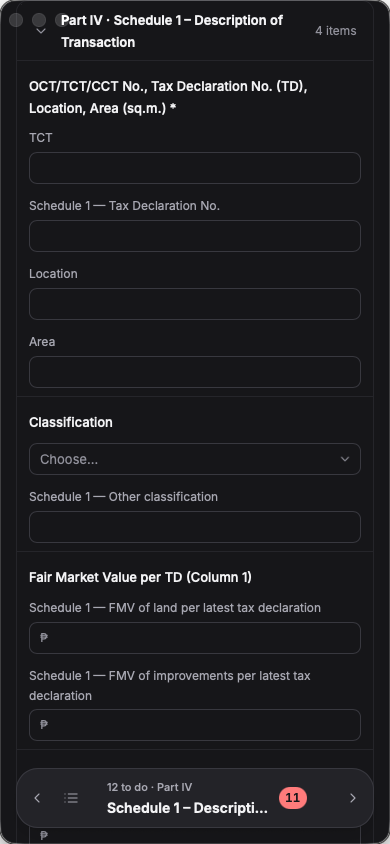 Part IV · Schedule 1 – Description of
Transaction
4 items
OCT/TCT/CCT No., Tax Declaration No. (TD),
Location, Area (sq.m.) *
TCT
Schedule 1 — Tax Declaration No.
Location
Area
Classification
Choose...
Schedule 1 — Other classification
Fair Market Value per TD (Column 1)
Schedule 1 — FMV of land per latest tax declaration
₱
Schedule 1 — FMV of improvements per latest tax
declaration
₱
12 to do · Part IV
Schedule 1 – Descripti...
11
₱